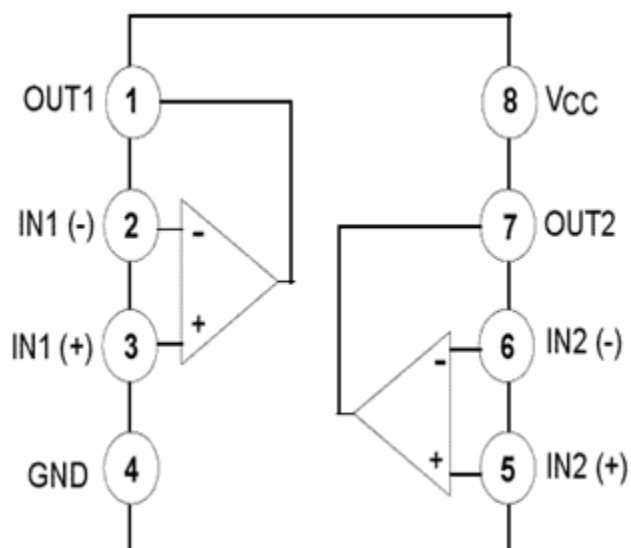 OUT1 1 8 VCC
IN1 (-) 2 - 7 OUT2
IN1 (+) 3 + - 6 IN2 (-)
GND 4 + 5 IN2 (+)